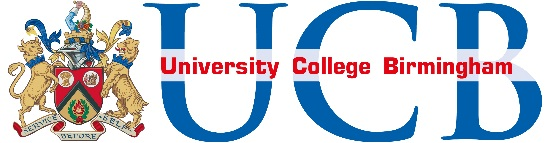 UCB
University College Birmingham
SERVICE BEFORE SELF